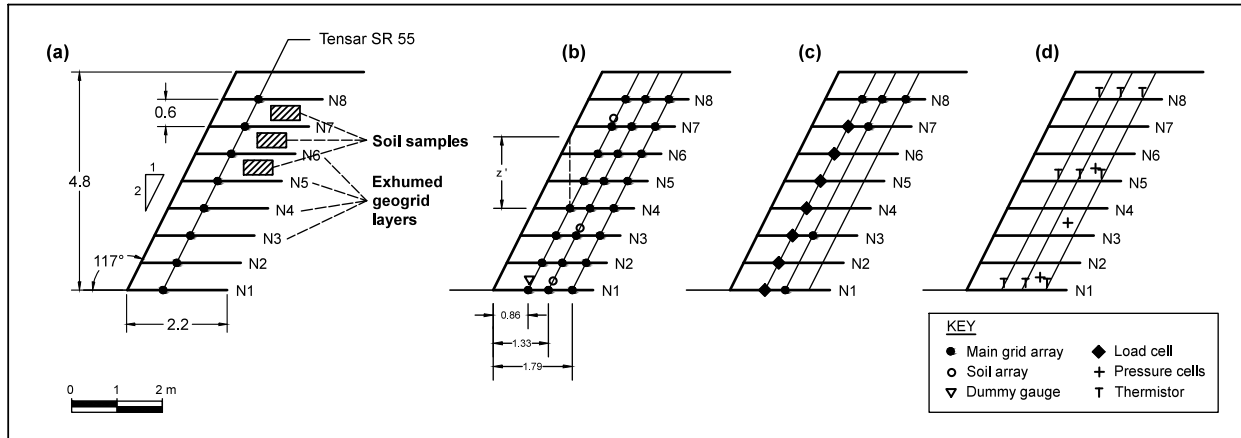 (a)
Tensar SR 55
N8
N7
N6
N5
N4
N3
N2
N1
0.6
4.8
1
2
117°
2.2
Soil samples
Exhumed
geogrid
layers
0 1 2 m
(b)
N8
N7
N6
N5
N4
N3
N2
N1
z'
0.86
1.33
1.79
(c)
N8
N7
N6
N5
N4
N3
N2
N1
(d)
N8
N7
N6
N5
N4
N3
N2
N1
KEY
Main grid array
Soil array
Dummy gauge
Load cell
Pressure cells
Thermistor